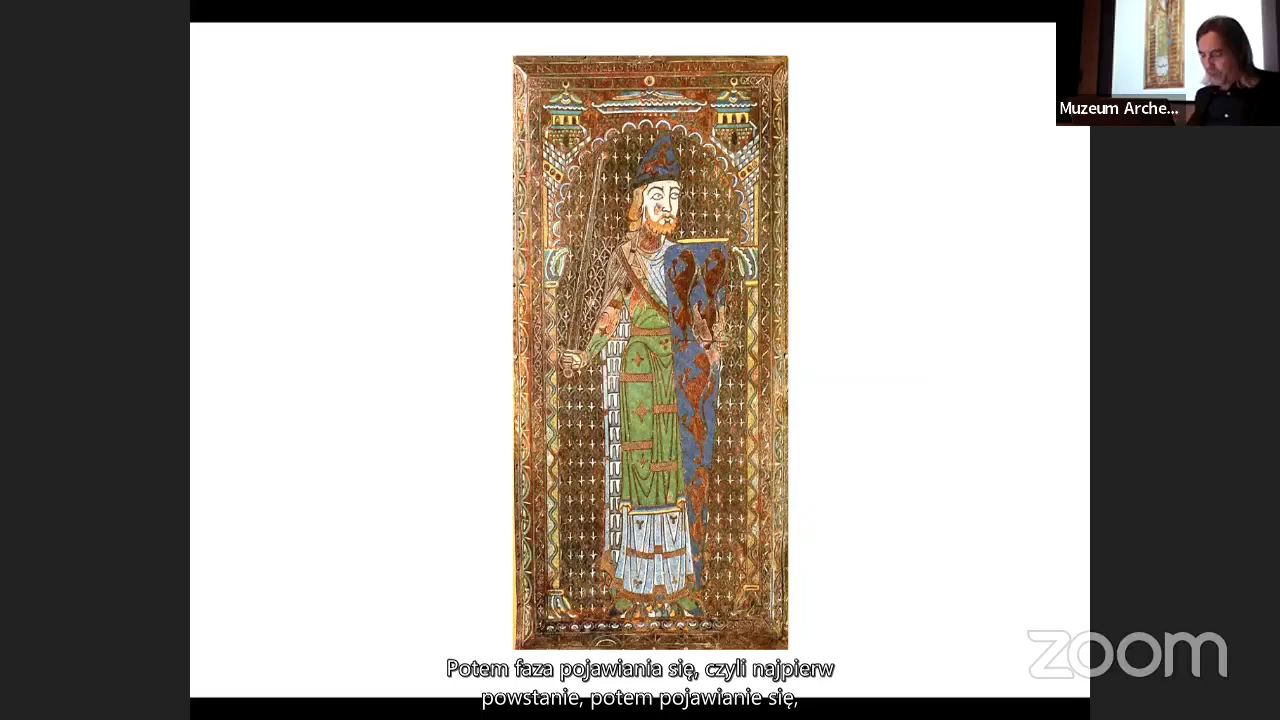 Muzeum Arche...
zoom
Potem faza pojawiania się, czyli najpierw
powstanie, potem pojawianie się,